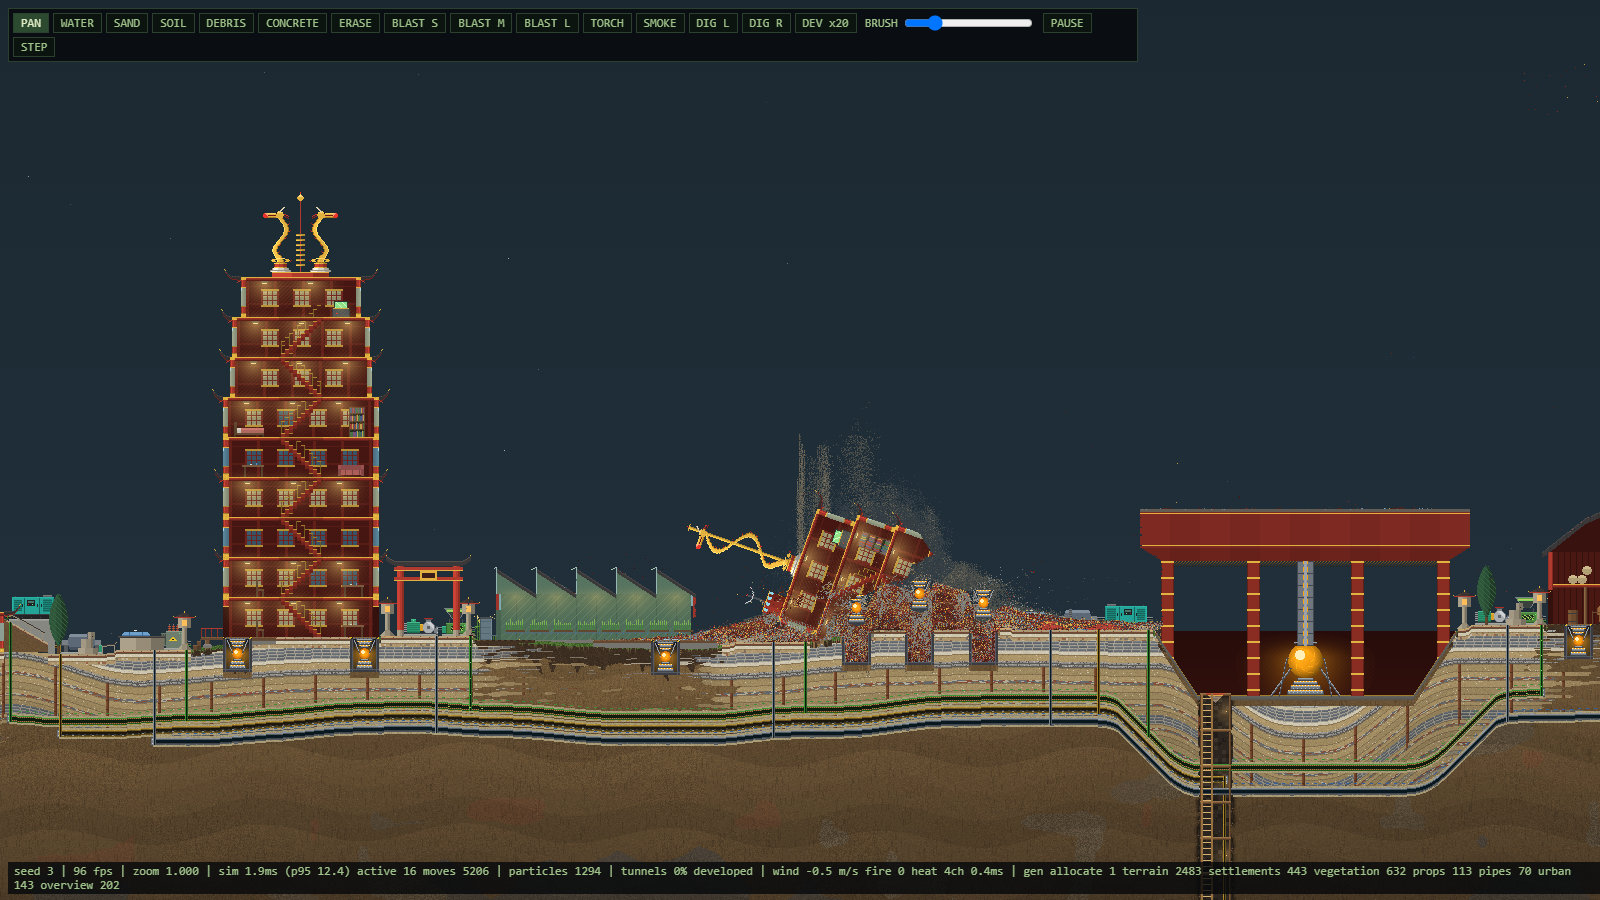 PAN WATER SAND SOIL DEBRIS CONCRETE ERASE BLAST S BLAST M BLAST L TORCH SMOKE DIG L DIG R DEV x20 BRUSH PAUSE
STEP
seed 3 | 96 fps | zoom 1.000 | sim 1.9ms (p95 12.4) active 16 moves 5206 | particles 1294 | tunnels 0% developed | wind -0.5 m/s fire 0 heat 4ch 0.4ms | gen allocate 1 terrain 2483 settlements 443 vegetation 632 props 113 pipes 70 urban
143 overview 202